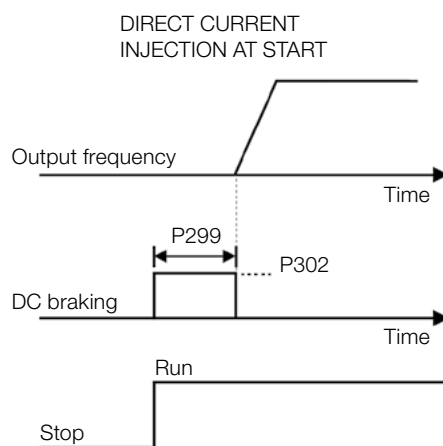 DIRECT CURRENT
INJECTION AT START
Output frequency
Time
P299
P302
DC braking
Time
Run
Stop